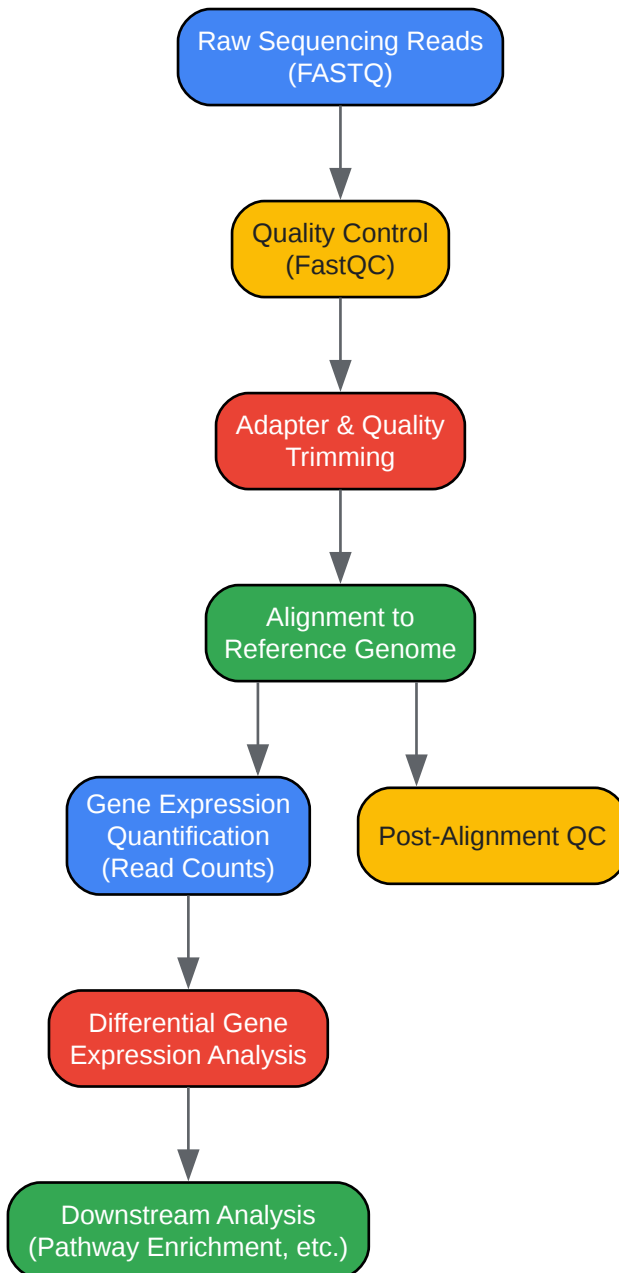 Raw Sequencing Reads
(FASTQ)
Quality Control
(FastQC)
Adapter & Quality
Trimming
Alignment to
Reference Genome
Gene Expression
Quantification
(Read Counts)
Post-Alignment QC
Differential Gene
Expression Analysis
Downstream Analysis
(Pathway Enrichment, etc.)